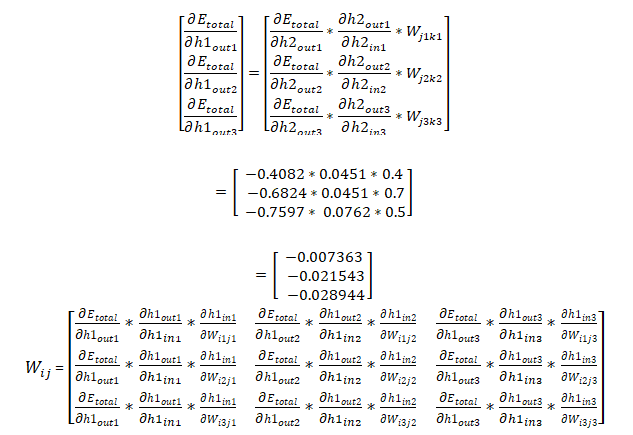 [∂E_total/∂h1_out1] = [∂E_total/∂h2_out1 * ∂h2_out1/∂h2_in1 * W_j1k1]
[∂E_total/∂h1_out2] = [∂E_total/∂h2_out2 * ∂h2_out2/∂h2_in2 * W_j2k2]
[∂E_total/∂h1_out3] = [∂E_total/∂h2_out3 * ∂h2_out3/∂h2_in3 * W_j3k3]
= [−0.4082 * 0.0451 * 0.4
−0.6824 * 0.0451 * 0.7
−0.7597 * 0.0762 * 0.5]
= [−0.007363
−0.021543
−0.028944]
W_ij = [∂E_total/∂h1_out1 * ∂h1_out1/∂h1_in1 * ∂h1_in1/∂W_i1j1 ∂E_total/∂h1_out2 * ∂h1_out2/∂h1_in2 * ∂h1_in2/∂W_i1j2 ∂E_total/∂h1_out3 * ∂h1_out3/∂h1_in3 * ∂h1_in3/∂W_i1j3
∂E_total/∂h1_out1 * ∂h1_out1/∂h1_in1 * ∂h1_in1/∂W_i2j1 ∂E_total/∂h1_out2 * ∂h1_out2/∂h1_in2 * ∂h1_in2/∂W_i2j2 ∂E_total/∂h1_out3 * ∂h1_out3/∂h1_in3 * ∂h1_in3/∂W_i2j3
∂E_total/∂h1_out1 * ∂h1_out1/∂h1_in1 * ∂h1_in1/∂W_i3j1 ∂E_total/∂h1_out2 * ∂h1_out2/∂h1_in2 * ∂h1_in2/∂W_i3j2 ∂E_total/∂h1_out3 * ∂h1_out3/∂h1_in3 * ∂h1_in3/∂W_i3j3]